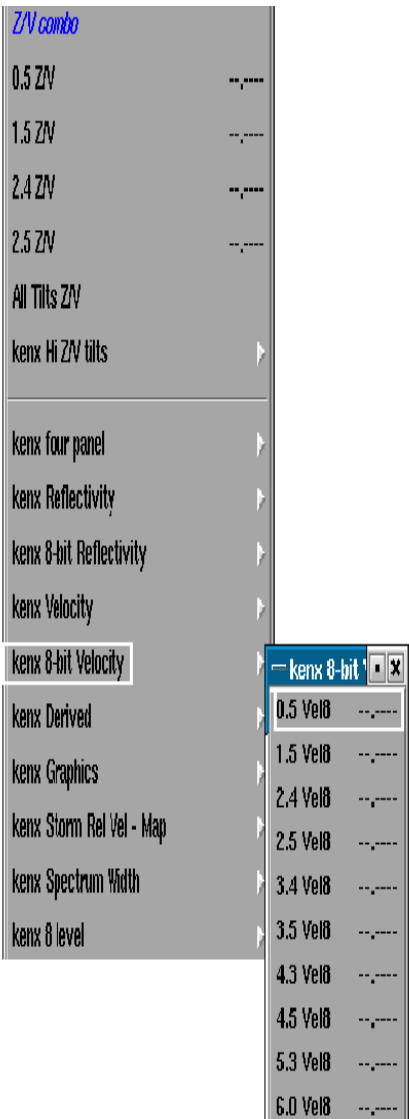 Z/V combo
0.5 Z/V --.----
1.5 Z/V --.----
2.4 Z/V --.----
2.5 Z/V --.----
All Tilts Z/V
kenx Hi Z/V tilts
kenx four panel
kenx Reflectivity
kenx 8-bit Reflectivity
kenx Velocity
kenx 8-bit Velocity
kenx Derived
kenx Graphics
kenx Storm Rel Vel - Map
kenx Spectrum Width
kenx 8 level
kenx 8-bit
0.5 Vel8 --.----
1.5 Vel8 --.----
2.4 Vel8 --.----
2.5 Vel8 --.----
3.4 Vel8 --.----
3.5 Vel8 --.----
4.3 Vel8 --.----
4.5 Vel8 --.----
5.3 Vel8 --.----
6.0 Vel8 --.----